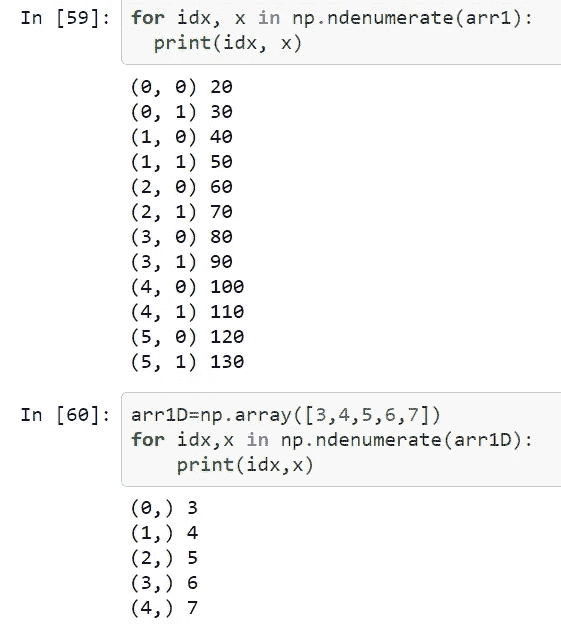 In [59]: for idx, x in np.ndenumerate(arr1):
  print(idx, x)
(0, 0) 20
(0, 1) 30
(1, 0) 40
(1, 1) 50
(2, 0) 60
(2, 1) 70
(3, 0) 80
(3, 1) 90
(4, 0) 100
(4, 1) 110
(5, 0) 120
(5, 1) 130
In [60]: arr1D=np.array([3,4,5,6,7])
for idx,x in np.ndenumerate(arr1D):
    print(idx,x)
(0,) 3
(1,) 4
(2,) 5
(3,) 6
(4,) 7